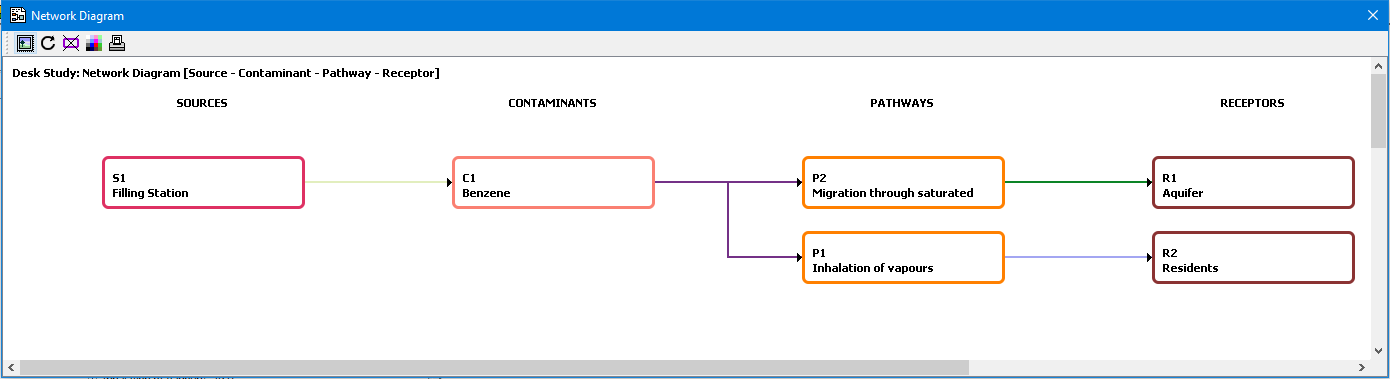 Network Diagram
Desk Study: Network Diagram [Source - Contaminant - Pathway - Receptor]
SOURCES
CONTAMINANTS
PATHWAYS
RECEPTORS
S1
Filling Station
C1
Benzene
P2
Migration through saturated
R1
Aquifer
P1
Inhalation of vapours
R2
Residents